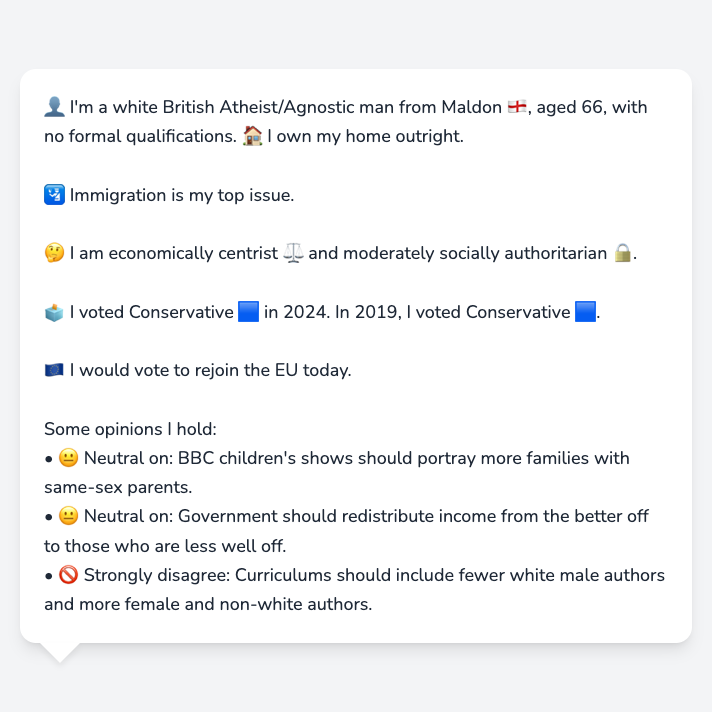 👤 I'm a white British Atheist/Agnostic man from Maldon 🏴󠁧󠁢󠁥󠁮󠁧󠁿, aged 66, with
no formal qualifications. 🏠 I own my home outright.
🛂 Immigration is my top issue.
🤔 I am economically centrist ⚖️ and moderately socially authoritarian 🔒.
🗳️ I voted Conservative 🟦 in 2024. In 2019, I voted Conservative 🟦.
🇪🇺 I would vote to rejoin the EU today.
Some opinions I hold:
• 😐 Neutral on: BBC children's shows should portray more families with
same-sex parents.
• 😐 Neutral on: Government should redistribute income from the better off
to those who are less well off.
• 🚫 Strongly disagree: Curriculums should include fewer white male authors
and more female and non-white authors.